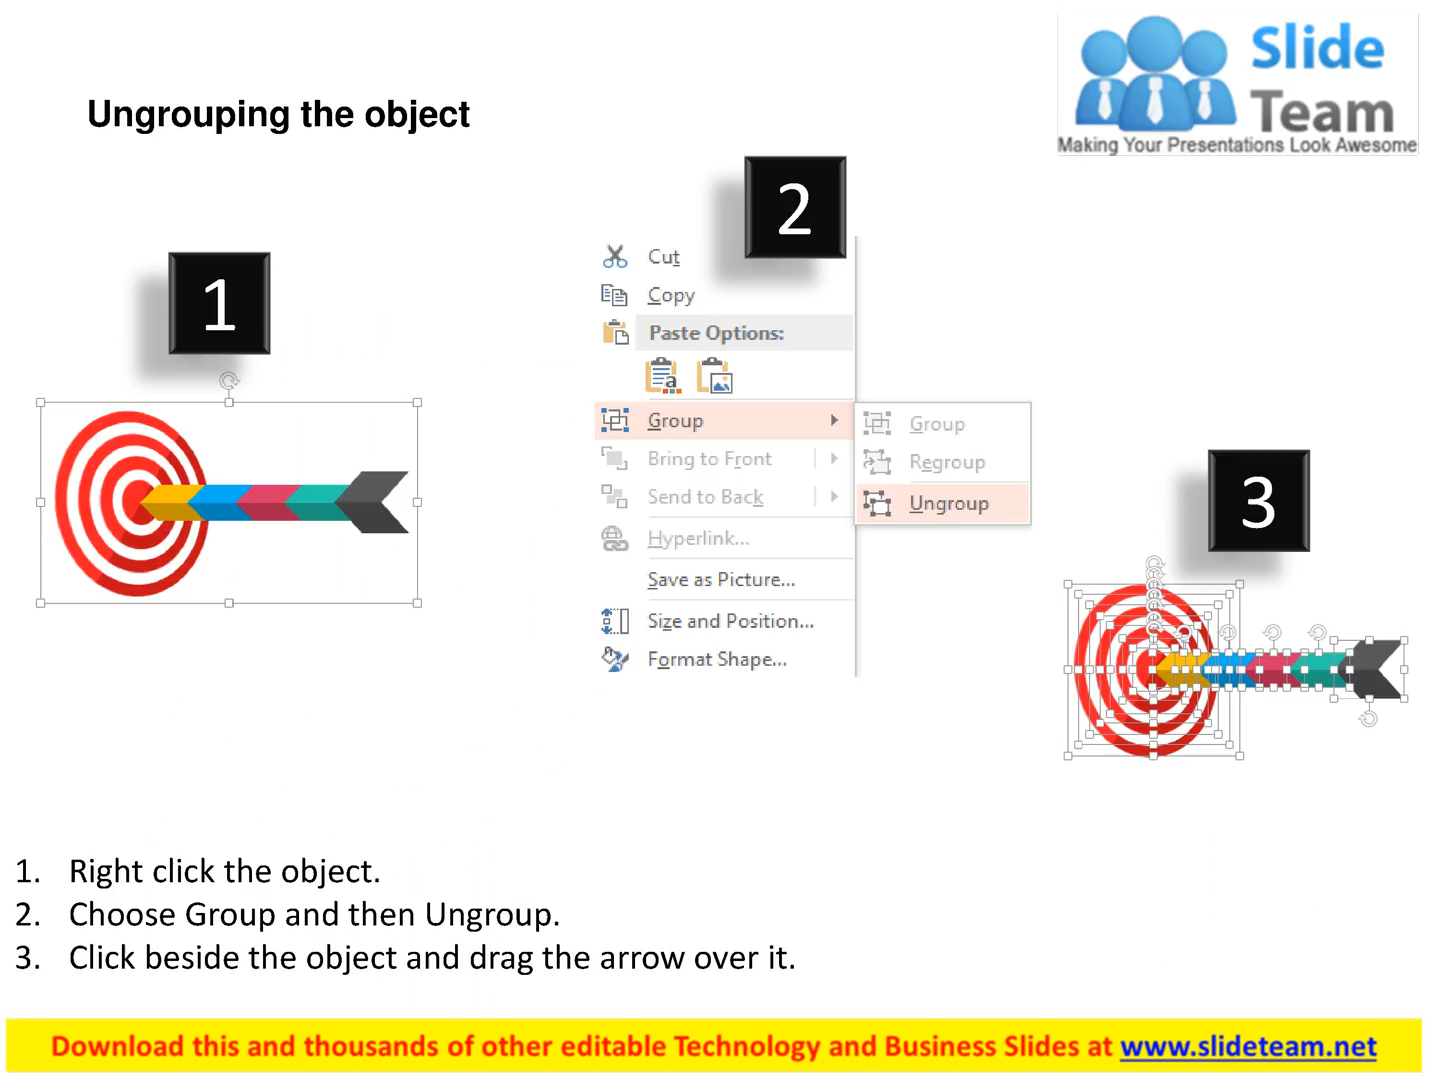 Slide
Team
Making Your Presentations Look Awesome
Ungrouping the object
1
2
Cut
Copy
Paste Options:
a
Group
Bring to Front
Send to Back
Hyperlink...
Save as Picture...
Size and Position...
Format Shape...
Group
Regroup
Ungroup
3
1. Right click the object.
2. Choose Group and then Ungroup.
3. Click beside the object and drag the arrow over it.
Download this and thousands of other editable Technology and Business Slides at www.slideteam.net